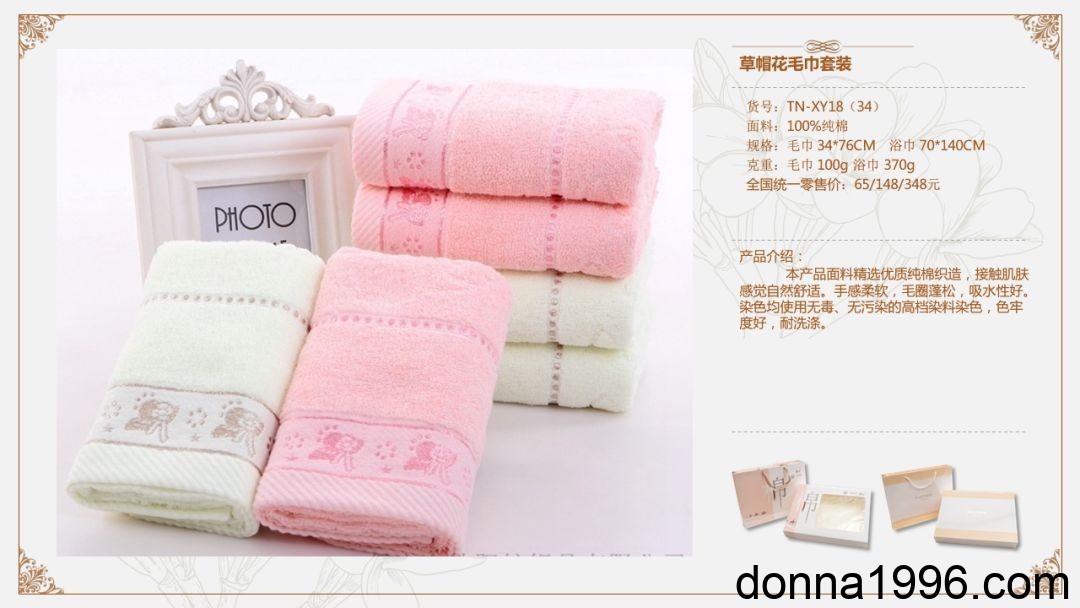 草帽花毛巾套装
货号：TN-XY18（34）
面料：100%纯棉
规格：毛巾 34*76CM 浴巾 70*140CM
克重：毛巾 100g 浴巾 370g
全国统一零售价：65/148/348元
产品介绍：
本产品面料精选优质纯棉织造，接触肌肤
感觉自然舒适。手感柔软，毛圈蓬松，吸水性好。
染色均使用无毒、无污染的高档染料染色，色牢
度好，耐洗涤。
PHOTO
帛
帛
donna1996.com